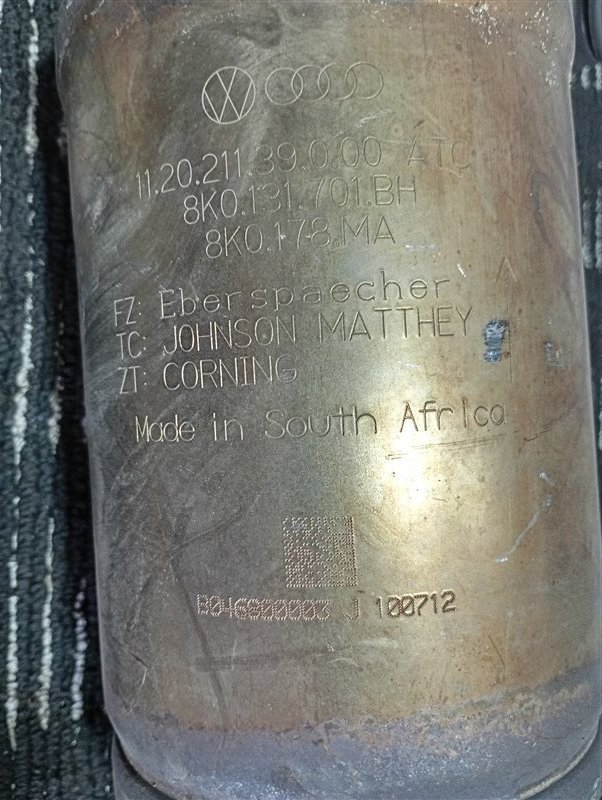 11.20.211.39.0.00 ATC
8K0.131.701.BH
8K0.178.MA
FZ: Eberspaecher
TC: JOHNSON MATTHEY
ZT: CORNING
Made in South Africa
B046800003 J 100712